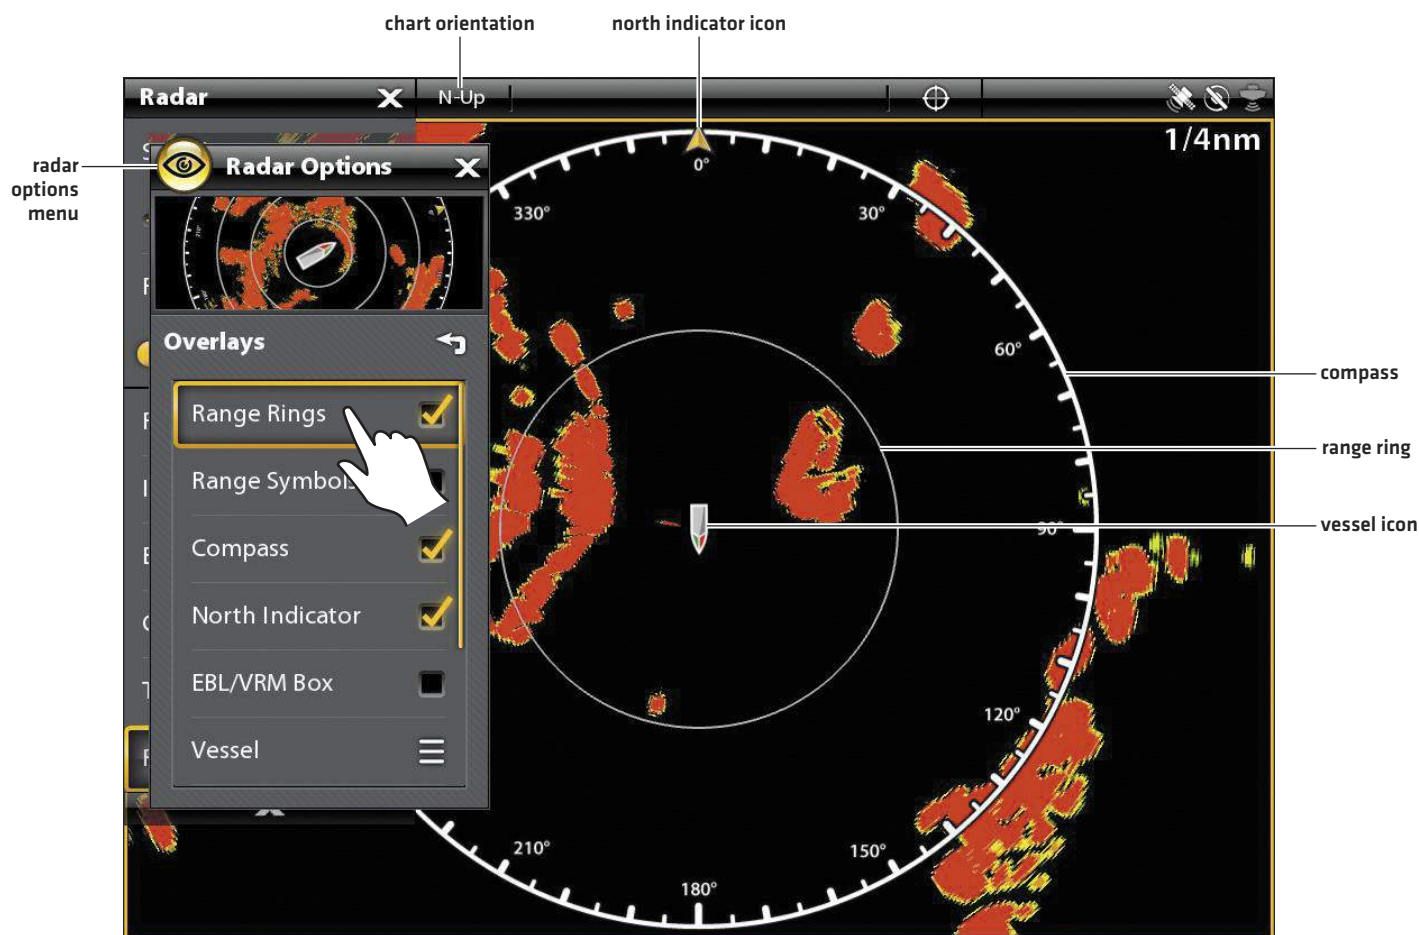 chart orientation
north indicator icon
Radar
N-Up
1/4nm
radar
options
menu
Radar Options
0°
330°
30°
Overlays
60°
compass
Range Rings
range ring
Range Symbols
vessel icon
90°
Compass
North Indicator
EBL/VRM Box
120°
Vessel
210°
150°
180°